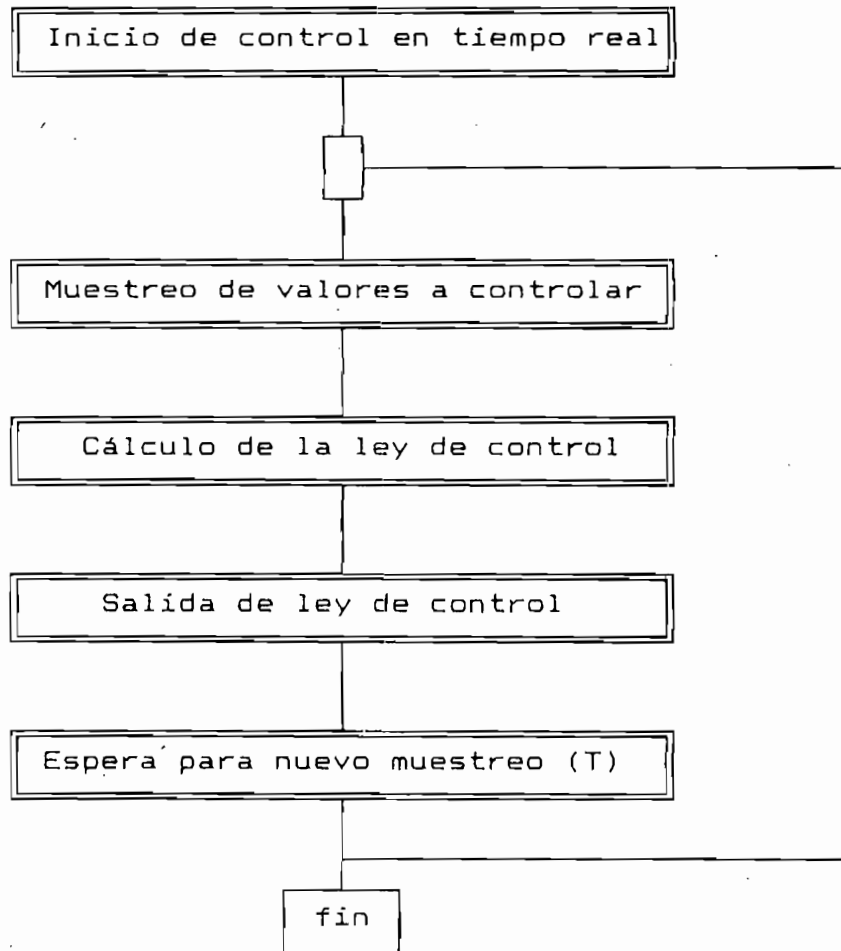 Inicio de control en tiempo real
Muestreo de valores a controlar
Cálculo de la ley de control
Salída de ley de control
Espera para nuevo muestreo (T)
fin